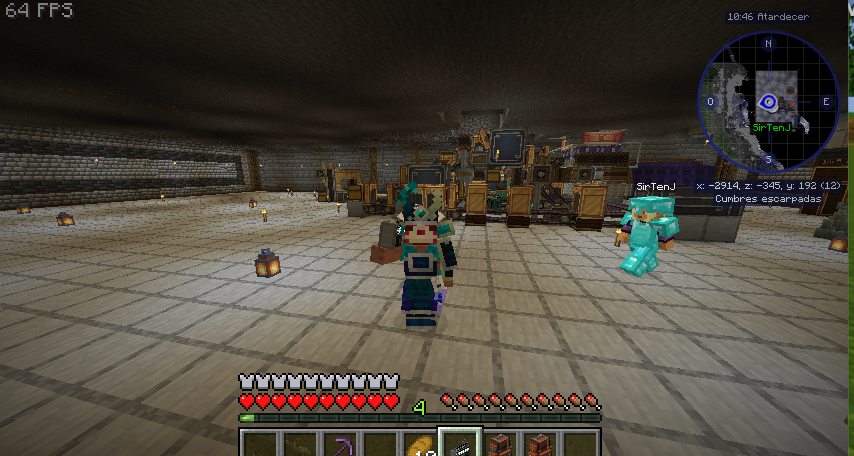 64 FPS
10:46 Atardecer
N
O
E
SirTenJ
S
SirTenJ
x: -2914, z: -345, y: 192 (12)
Cumbres escarpadas
4